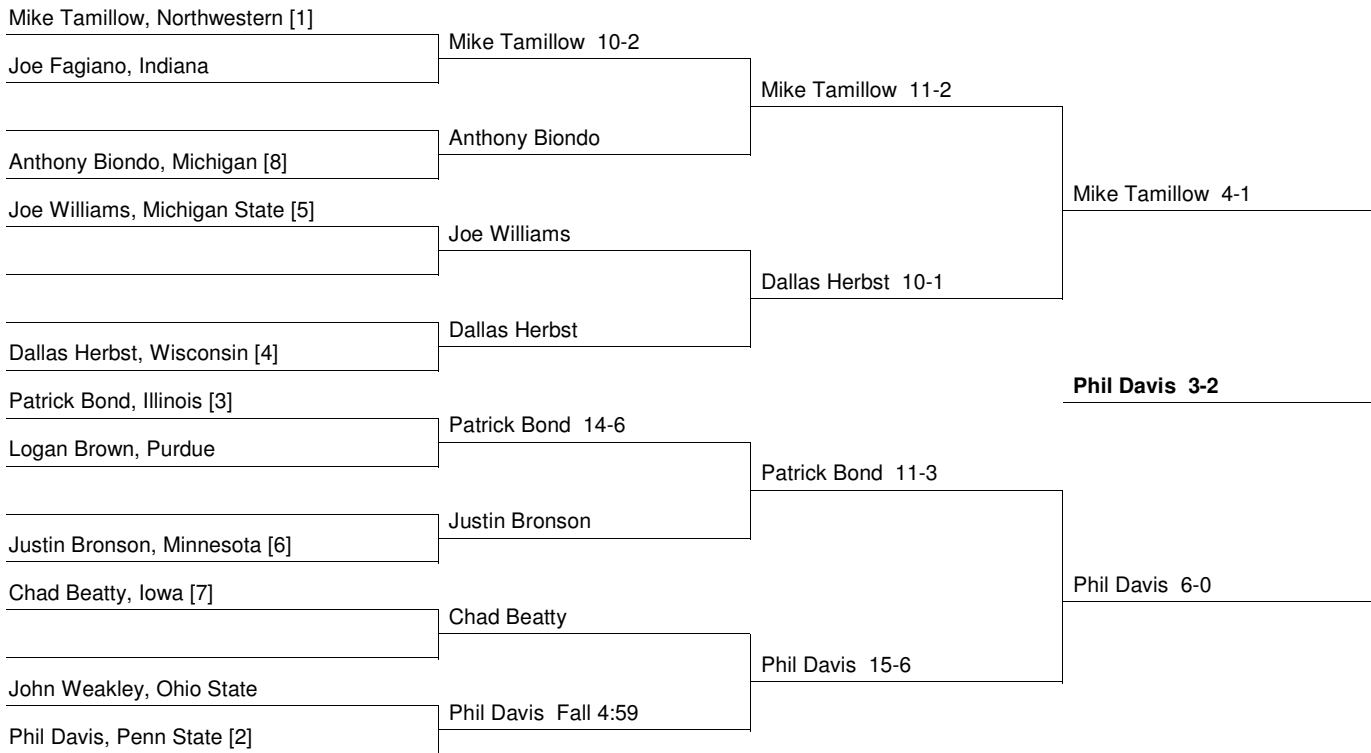 Mike Tamillow, Northwestern [1]
Joe Fagiano, Indiana
Anthony Biondo, Michigan [8]
Joe Williams, Michigan State [5]
Dallas Herbst, Wisconsin [4]
Patrick Bond, Illinois [3]
Logan Brown, Purdue
Justin Bronson, Minnesota [6]
Chad Beatty, Iowa [7]
John Weakley, Ohio State
Phil Davis, Penn State [2]
Mike Tamillow 10-2
Anthony Biondo
Joe Williams
Dallas Herbst
Patrick Bond 14-6
Justin Bronson
Chad Beatty
Phil Davis Fall 4:59
Mike Tamillow 11-2
Dallas Herbst 10-1
Patrick Bond 11-3
Phil Davis 15-6
Mike Tamillow 4-1
Phil Davis 6-0
Phil Davis 3-2